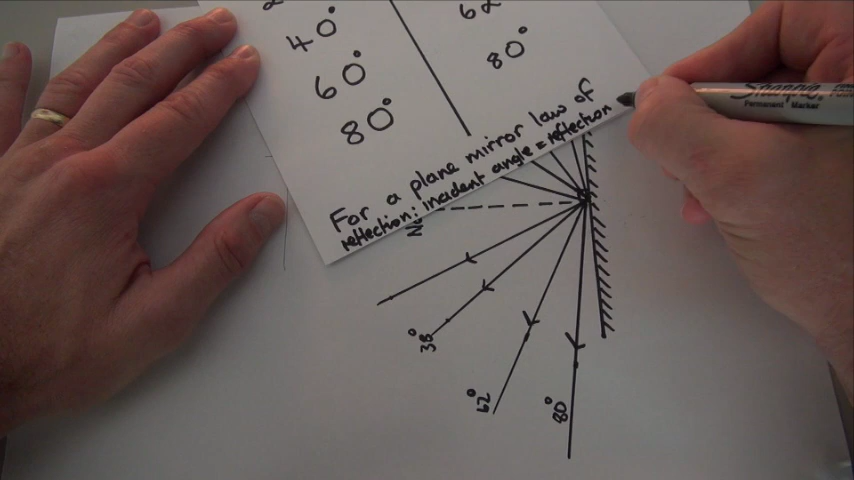 40°
60°
80°
62
80°
For a plane mirror law of
reflection: incident angle = reflection
38°
62°
80°
Sharpie
Permanent Marker